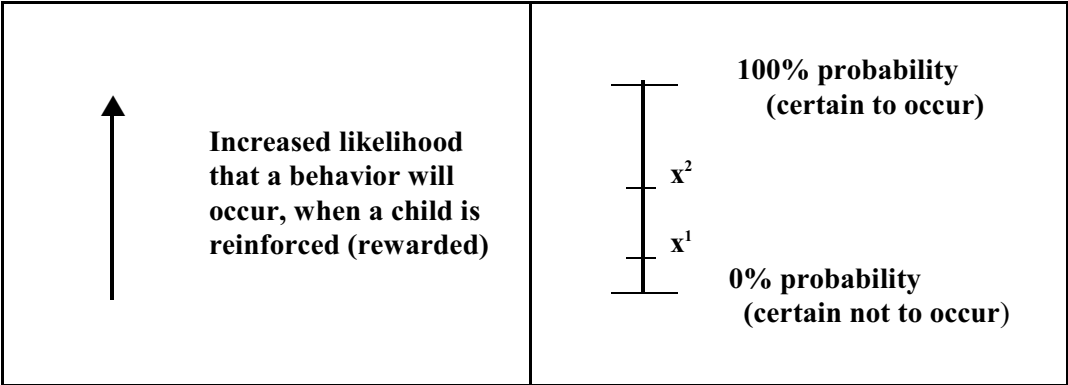 Increased likelihood
that a behavior will
occur, when a child is
reinforced (rewarded)
100% probability
(certain to occur)
x²
x¹
0% probability
(certain not to occur)